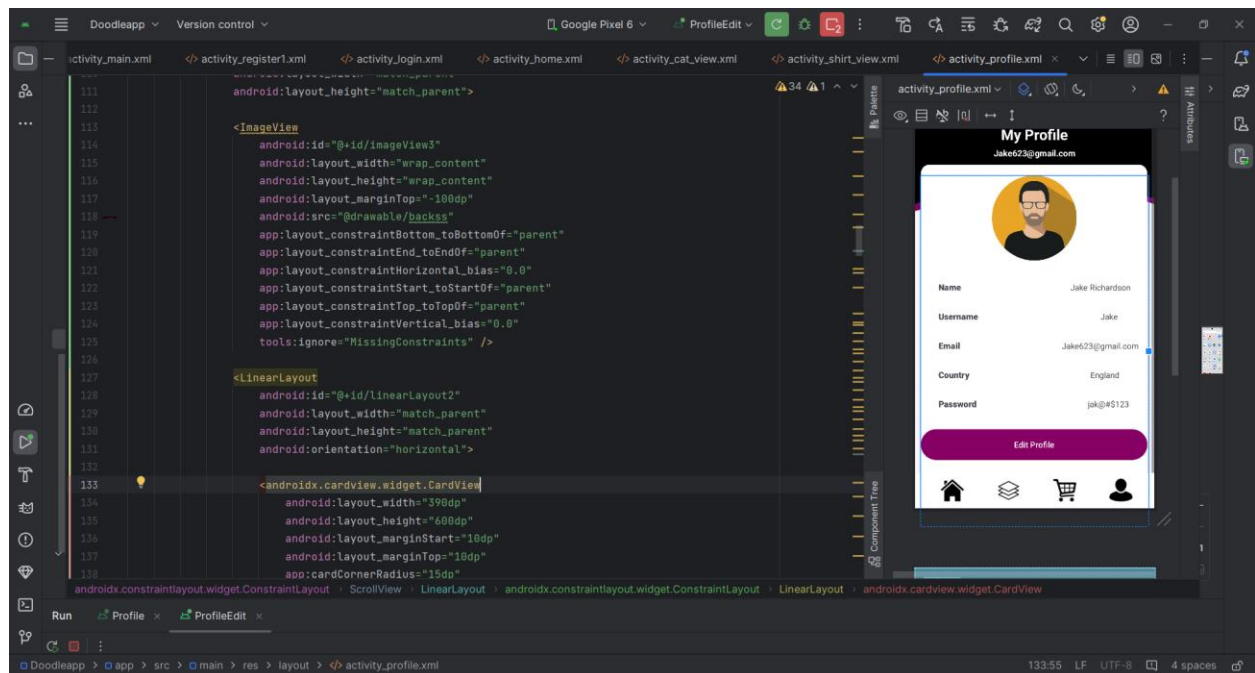 Doodleapp Version control Google Pixel 6 ProfileEdit
activity_main.xml activity_register1.xml activity_login.xml activity_home.xml activity_cat_view.xml activity_shirt_view.xml activity_profile.xml
111 android:layout_height="match_parent">
112
113 <ImageView
114 android:id="@+id/imageView3"
115 android:layout_width="wrap_content"
116 android:layout_height="wrap_content"
117 android:layout_marginTop="-100dp"
118 android:src="@drawable/backss"
119 app:layout_constraintBottom_toBottomOf="parent"
120 app:layout_constraintEnd_toEndOf="parent"
121 app:layout_constraintHorizontal_bias="0.0"
122 app:layout_constraintStart_toStartOf="parent"
123 app:layout_constraintTop_toTopOf="parent"
124 app:layout_constraintVertical_bias="0.0"
125 tools:ignore="MissingConstraints" />
126
127 <LinearLayout
128 android:id="@+id/linearLayout2"
129 android:layout_width="match_parent"
130 android:layout_height="match_parent"
131 android:orientation="horizontal">
132
133 <androidx.cardview.widget.CardView
134 android:layout_width="390dp"
135 android:layout_height="600dp"
136 android:layout_marginStart="10dp"
137 android:layout_marginTop="10dp"
138 app:cardCornerRadius="15dp"
34 1
Palette
Component Tree
activity_profile.xml
Attributes
My Profile
Jake623@gmail.com
Name Jake Richardson
Username Jake
Email Jake623@gmail.com
Country England
Password jak@#$123
Edit Profile
androidx.constraintlayout.widget.ConstraintLayout › ScrollView › LinearLayout › androidx.constraintlayout.widget.ConstraintLayout › LinearLayout › androidx.cardview.widget.CardView
Run Profile ProfileEdit
Doodleapp > app > src > main > res > layout > activity_profile.xml 133:55 LF UTF-8 4 spaces